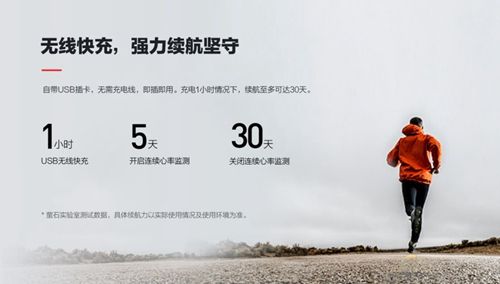 无线快充，强力续航坚守
自带USB插卡，无需充电线，即插即用。充电1小时情况下，续航至多可达30天。
1小时 5天 30天
USB无线快充 开启连续心率监测 关闭连续心率监测
* 萤石实验室测试数据，具体续航力以实际使用情况及使用环境为准。